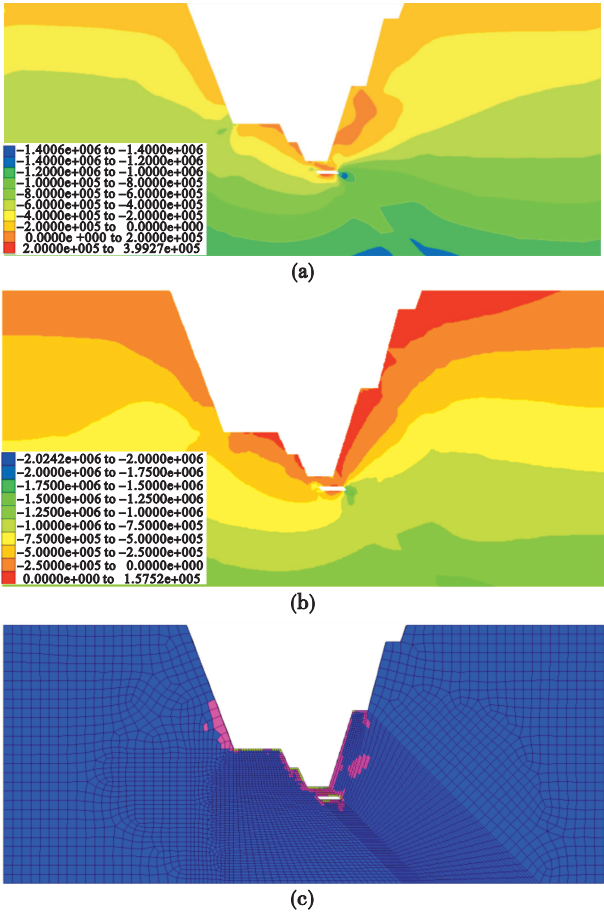 −1.4006e+006 to −1.4000e+006
−1.4000e+006 to −1.2000e+006
−1.2000e+006 to −1.0000e+006
−1.0000e+006 to −8.0000e+005
−8.0000e+005 to −6.0000e+005
−6.0000e+005 to −4.0000e+005
−4.0000e+005 to −2.0000e+005
−2.0000e+005 to 0.0000e+000
0.0000e +000 to 2.0000e+005
2.0000e+005 to 3.9927e+005
(a)
−2.0242e+006 to −2.0000e+006
−2.0000e+006 to −1.7500e+006
−1.7500e+006 to −1.5000e+006
−1.5000e+006 to −1.2500e+006
−1.2500e+006 to −1.0000e+006
−1.0000e+006 to −7.5000e+005
−7.5000e+005 to −5.0000e+005
−5.0000e+005 to −2.5000e+005
−2.5000e+005 to 0.0000e+000
0.0000e+000 to 1.5752e+005
(b)
(c)